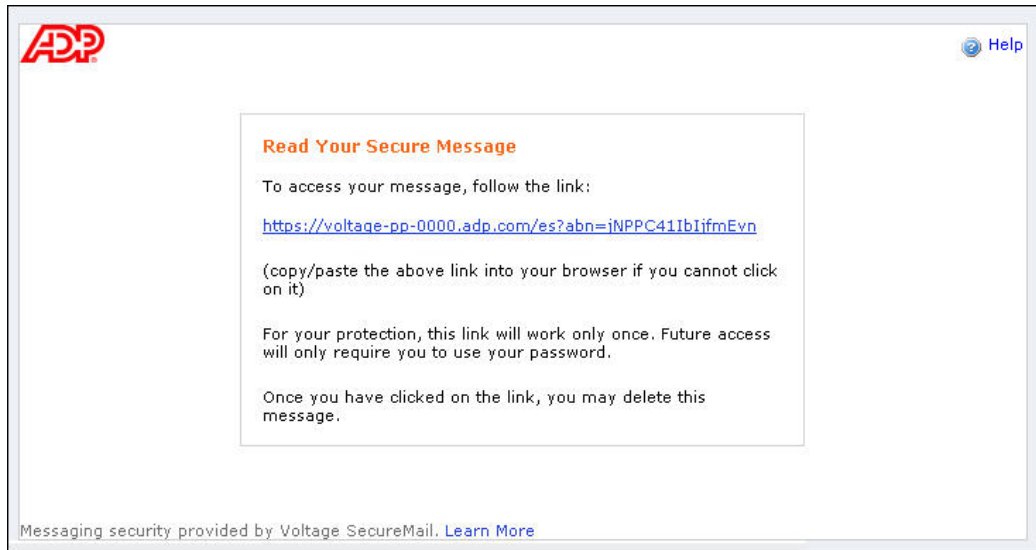 ADP
Help
Read Your Secure Message
To access your message, follow the link:
https://voltage-pp-0000.adp.com/es?abn=jNPPC41IbIjfmEvn
(copy/paste the above link into your browser if you cannot click
on it)
For your protection, this link will work only once. Future access
will only require you to use your password.
Once you have clicked on the link, you may delete this
message.
Messaging security provided by Voltage SecureMail. Learn More